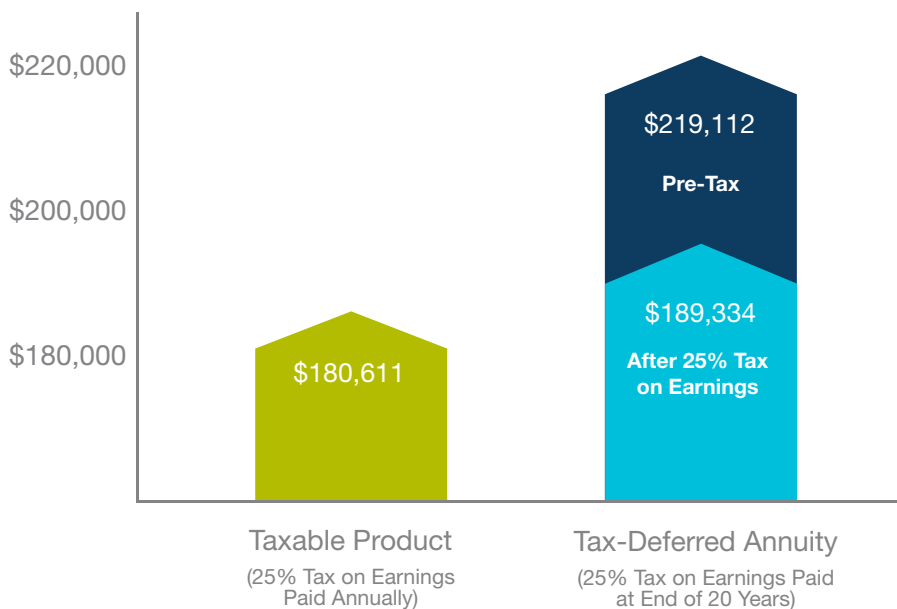 $220,000
$200,000
$180,000
$180,611
$219,112
Pre-Tax
$189,334
After 25% Tax
on Earnings
Taxable Product
(25% Tax on Earnings
Paid Annually)
Tax-Deferred Annuity
(25% Tax on Earnings Paid
at End of 20 Years)